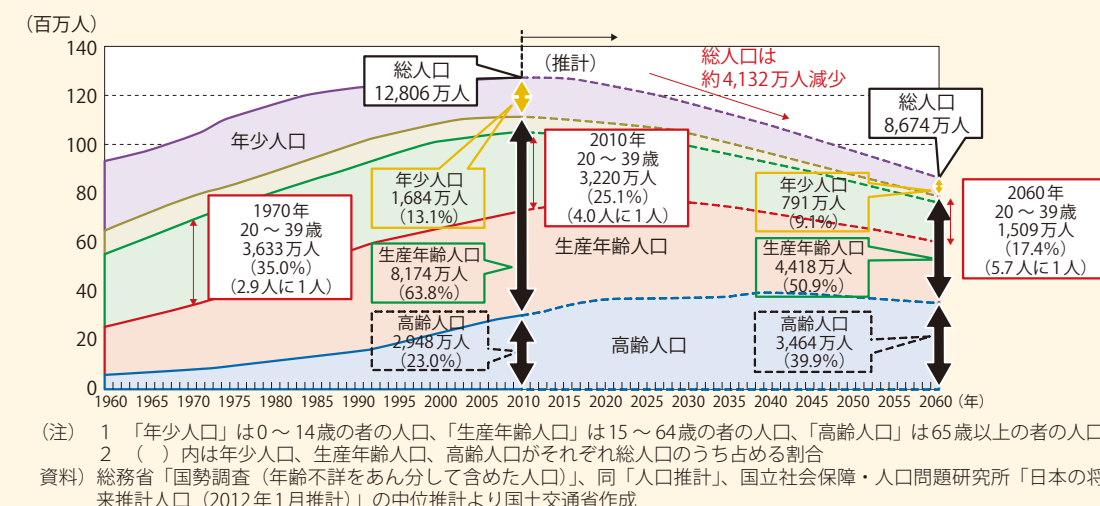 (百万人)
140
120
100
80
60
40
20
0
総人口
12,806万人
(推計)
総人口は
約4,132万人減少
総人口
8,674万人
年少人口
1970年
20～39歳
3,633万人
(35.0%)
(2.9人に1人)
年少人口
1,684万人
(13.1%)
2010年
20～39歳
3,220万人
(25.1%)
(4.0人に1人)
年少人口
791万人
(9.1%)
2060年
20～39歳
1,509万人
(17.4%)
(5.7人に1人)
生産年齢人口
8,174万人
(63.8%)
生産年齢人口
生産年齢人口
4,418万人
(50.9%)
高齢人口
2,948万人
(23.0%)
高齢人口
高齢人口
3,464万人
(39.9%)
1960 1965 1970 1975 1980 1985 1990 1995 2000 2005 2010 2015 2020 2025 2030 2035 2040 2045 2050 2055 2060 (年)
(注) 1 「年少人口」は0～14歳の者の人口、「生産年齢人口」は15～64歳の者の人口、「高齢人口」は65歳以上の者の人口
2 ( )内は年少人口、生産年齢人口、高齢人口がそれぞれ総人口のうち占める割合
資料) 総務省「国勢調査(年齢不詳をあん分して含めた人口)」、同「人口推計」、国立社会保障・人口問題研究所「日本の将
来推計人口(2012年1月推計)」の中位推計より国土交通省作成